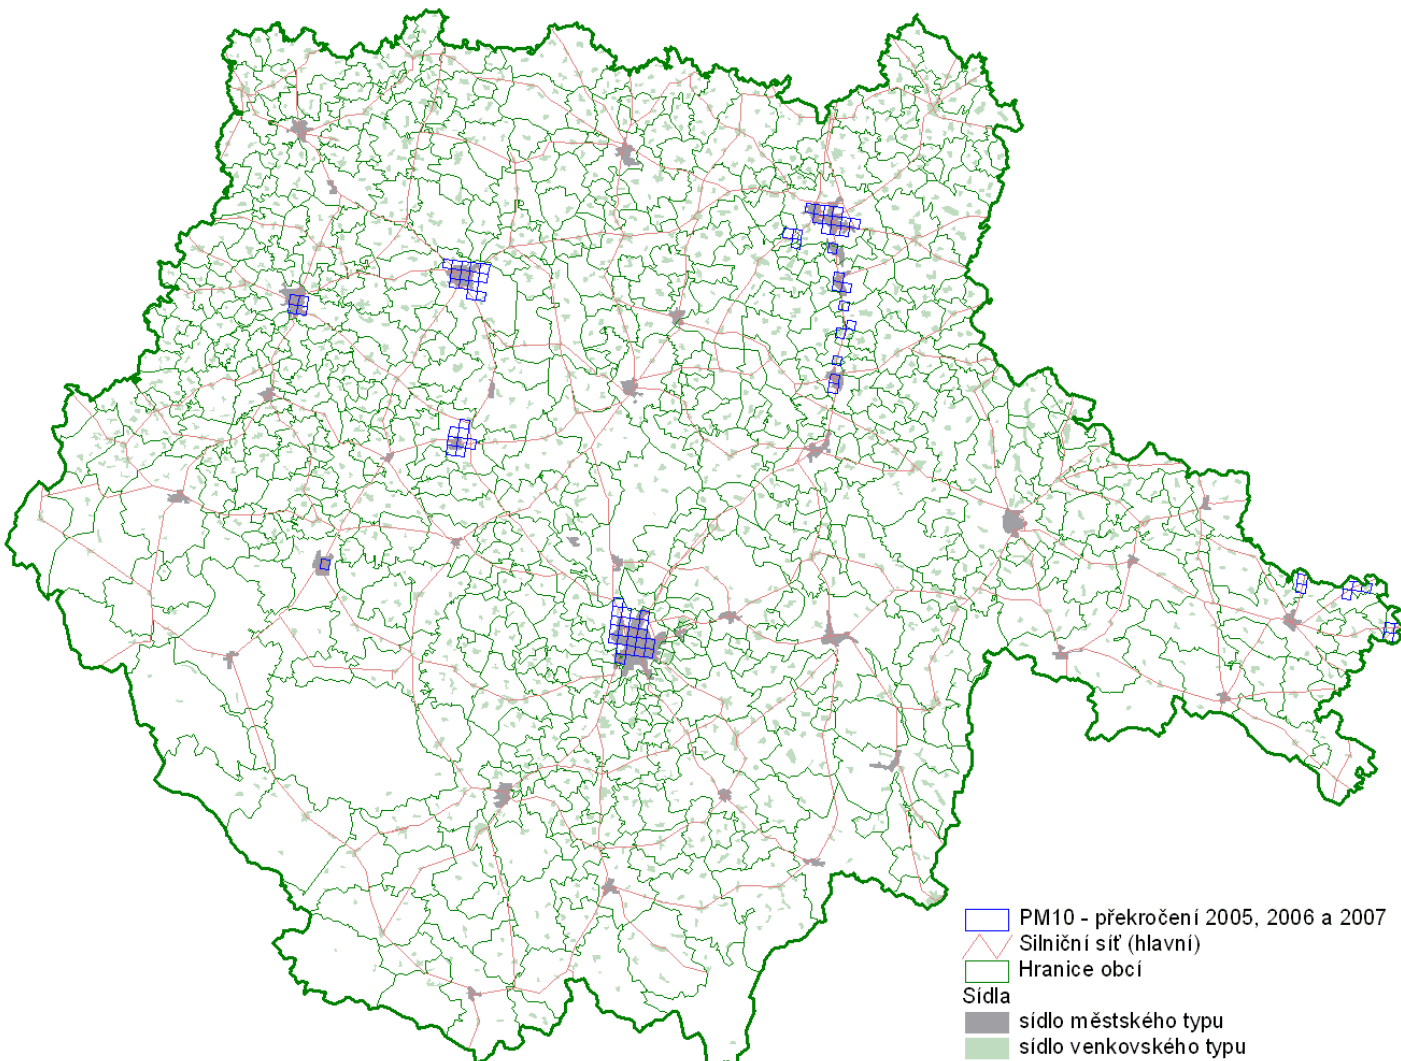 PM10 - překročení 2005, 2006 a 2007
Silniční síť (hlavní)
Hranice obcí
Sídla
sídlo městského typu
sídlo venkovského typu